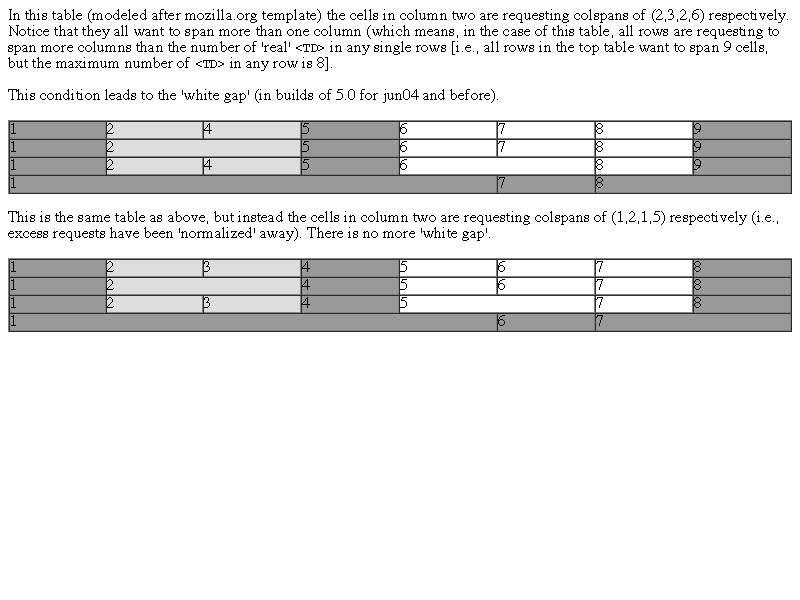 In this table (modeled after mozilla.org template) the cells in column two are requesting colspans of (2,3,2,6) respectively.
Notice that they all want to span more than one column (which means, in the case of this table, all rows are requesting to
span more columns than the number of 'real' <TD> in any single rows [i.e., all rows in the top table want to span 9 cells,
but the maximum number of <TD> in any row is 8].
This condition leads to the 'white gap' (in builds of 5.0 for jun04 and before).
1 2 4 5 6 7 8 9
1 2 5 6 7 8 9
1 2 4 5 6 8 9
1 7 8
This is the same table as above, but instead the cells in column two are requesting colspans of (1,2,1,5) respectively (i.e.,
excess requests have been 'normalized' away). There is no more 'white gap'.
1 2 3 4 5 6 7 8
1 2 4 5 6 7 8
1 2 3 4 5 7 8
1 6 7